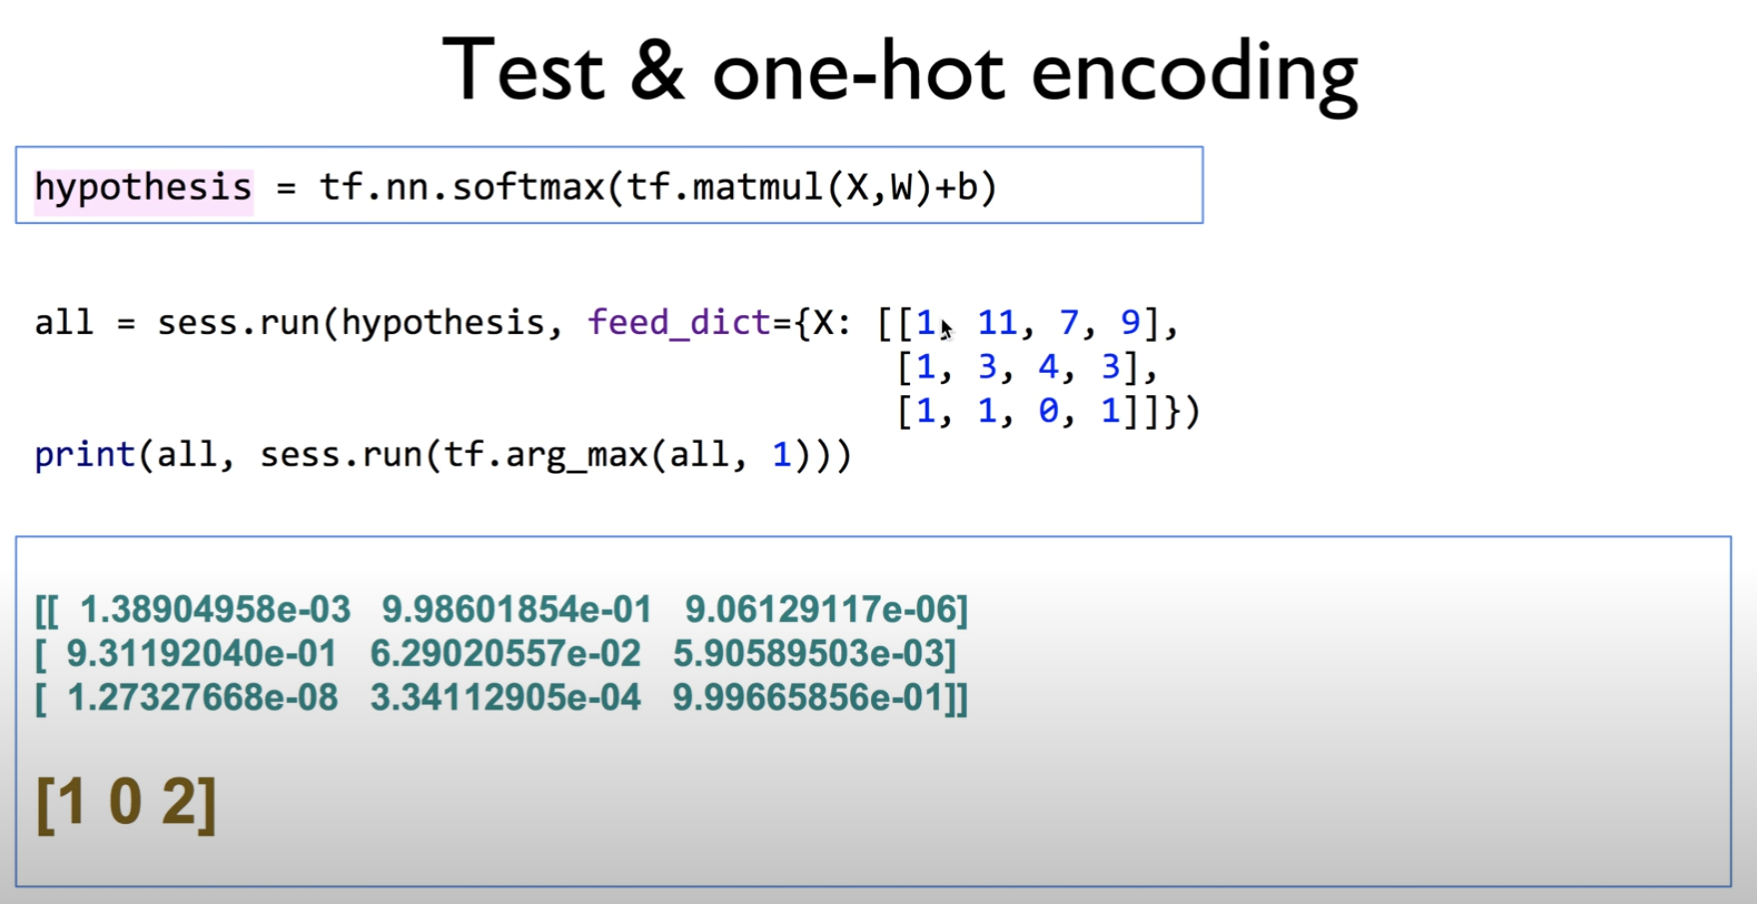 Test & one-hot encoding
hypothesis = tf.nn.softmax(tf.matmul(X,W)+b)
all = sess.run(hypothesis, feed_dict={X: [[1, 11, 7, 9],
[1, 3, 4, 3],
[1, 1, 0, 1]]})
print(all, sess.run(tf.arg_max(all, 1)))
[[ 1.38904958e-03 9.98601854e-01 9.06129117e-06]
[ 9.31192040e-01 6.29020557e-02 5.90589503e-03]
[ 1.27327668e-08 3.34112905e-04 9.99665856e-01]]
[1 0 2]